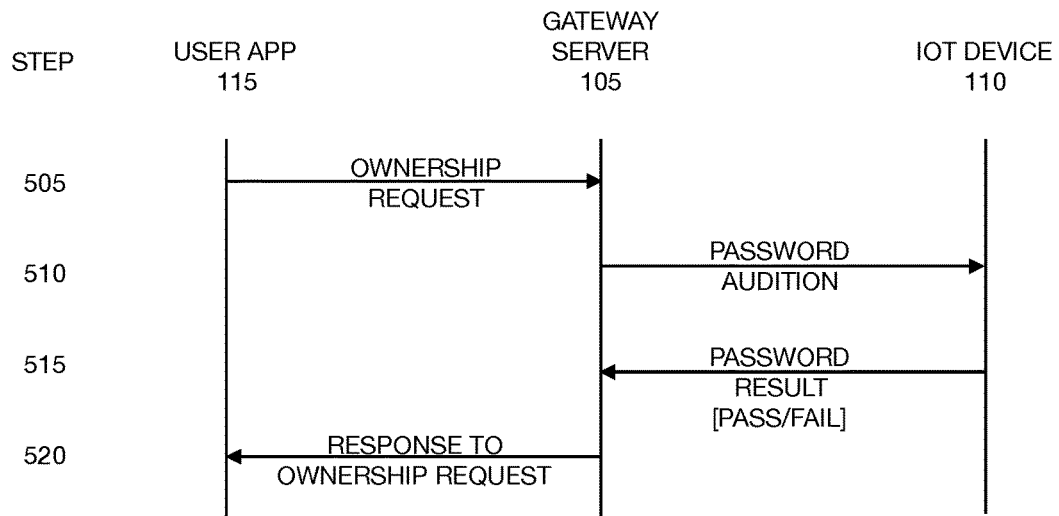 GATEWAY
STEP USER APP SERVER IOT DEVICE
115 105 110
505 OWNERSHIP
REQUEST
510 PASSWORD
AUDITION
515 PASSWORD
RESULT
[PASS/FAIL]
520 RESPONSE TO
OWNERSHIP REQUEST